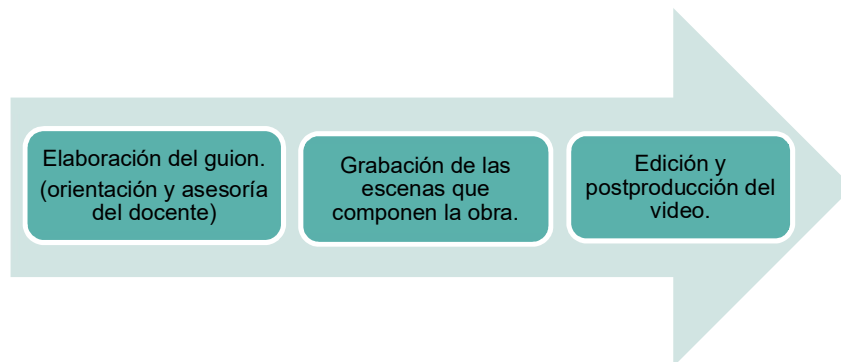 Elaboración del guion.
(orientación y asesoría
del docente)
Grabación de las
escenas que
componen la obra.
Edición y
postproducción del
video.